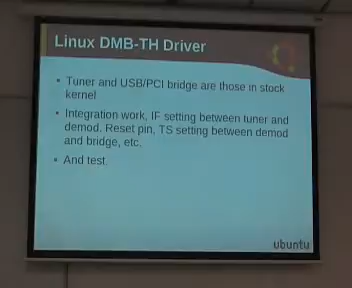 Linux DMB-TH Driver
• Tuner and USB/PCI bridge are those in stock
kernel
• Integration work, IF setting between tuner and
demod. Reset pin, TS setting between demod
and bridge, etc.
• And test.
ubuntu